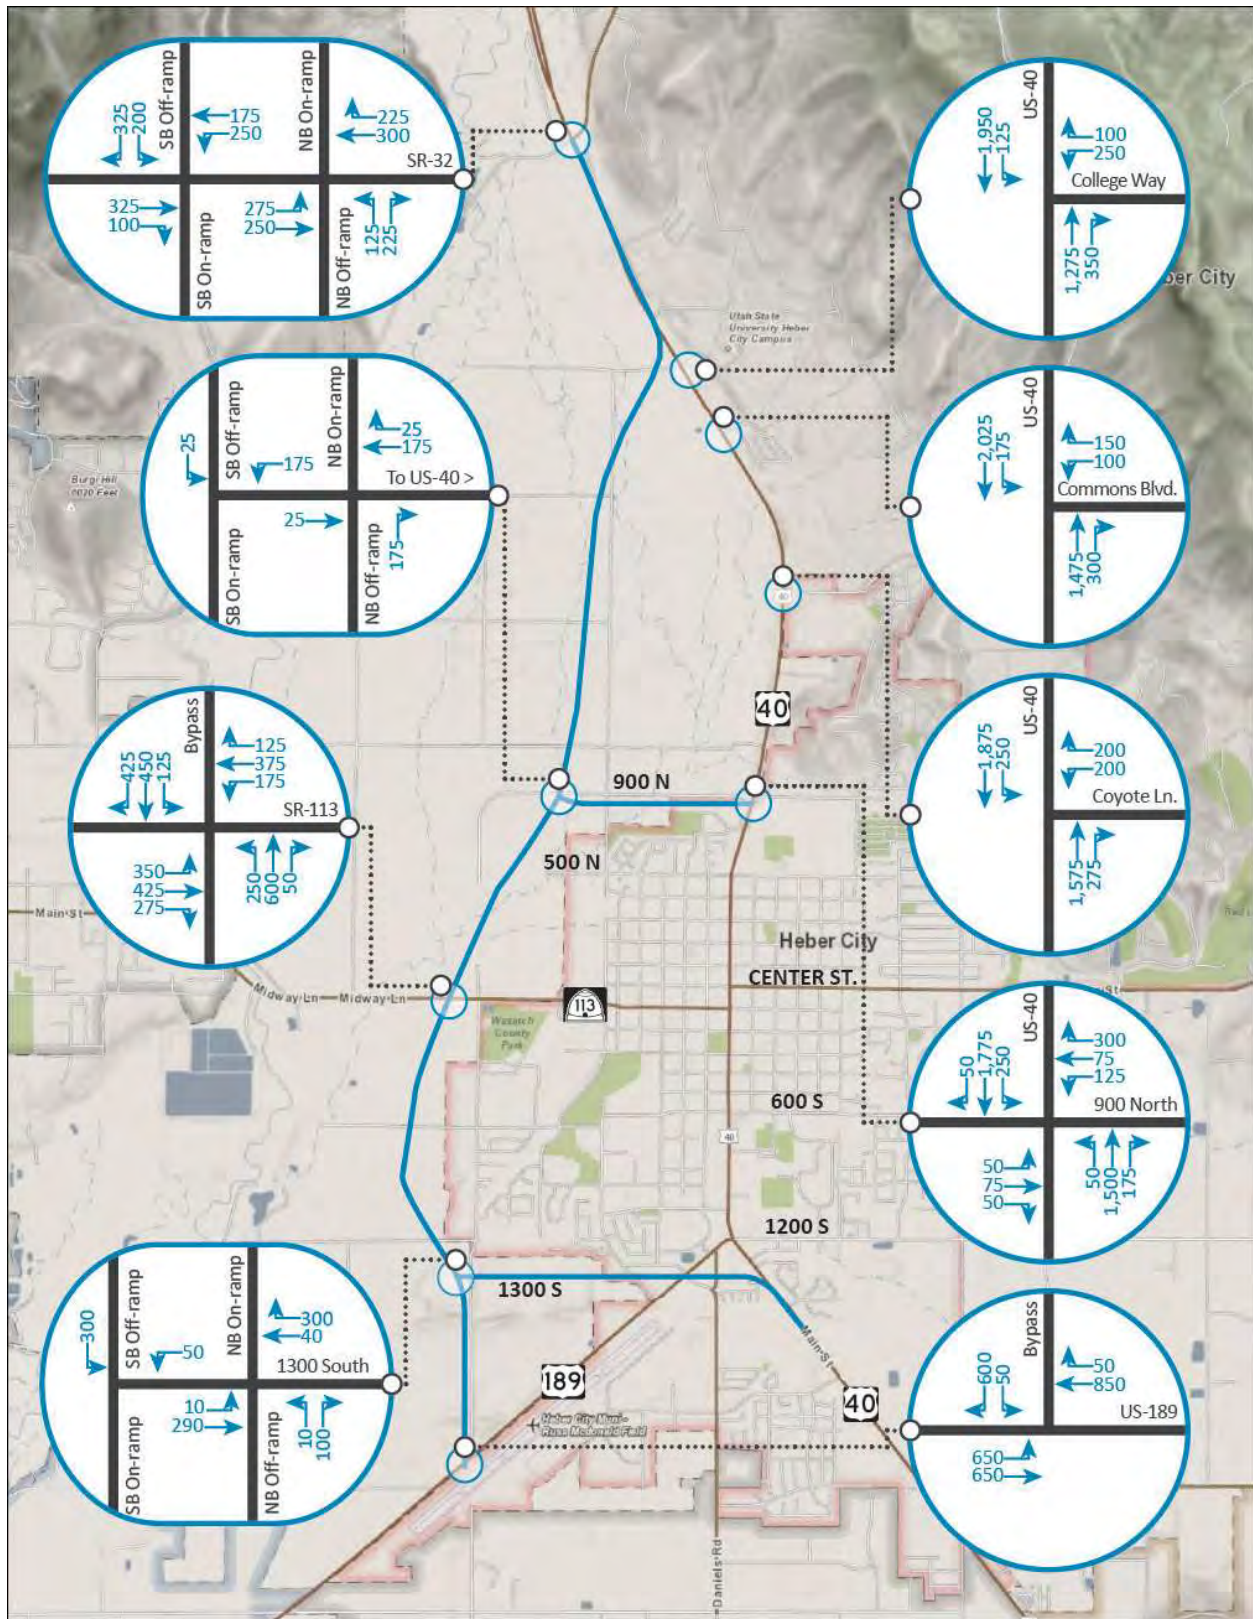 325
200
SB Off-ramp
175
250
NB On-ramp
225
300
SR-32
325
100
SB On-ramp
275
250
NB Off-ramp
125
225
US-40
1,950
125
100
250
College Way
1,275
350
Heber City
Utah State
University Heber
City Campus
25
SB Off-ramp
175
NB On-ramp
25
175
To US-40 >
SB On-ramp
25
NB Off-ramp
175
US-40
2,025
175
150
100
Commons Blvd.
1,475
300
40
40
Bypass
425
450
125
125
375
175
SR-113
350
425
275
250
600
50
US-40
1,875
250
200
200
Coyote Ln.
1,575
275
900 N
500 N
Main St
Heber City
CENTER ST.
Midway Ln
Midway Ln
113
Wasatch
County
Park
US-40
50
1,775
250
300
75
125
900 North
50
75
50
50
1,500
175
600 S
40
1200 S
1300 S
300
SB Off-ramp
50
NB On-ramp
300
40
1300 South
SB On-ramp
10
290
NB Off-ramp
10
100
189
Main St
40
Heber City Muni -
Russ McDonald Field
Daniels Rd
Bypass
600
50
50
850
US-189
650
650